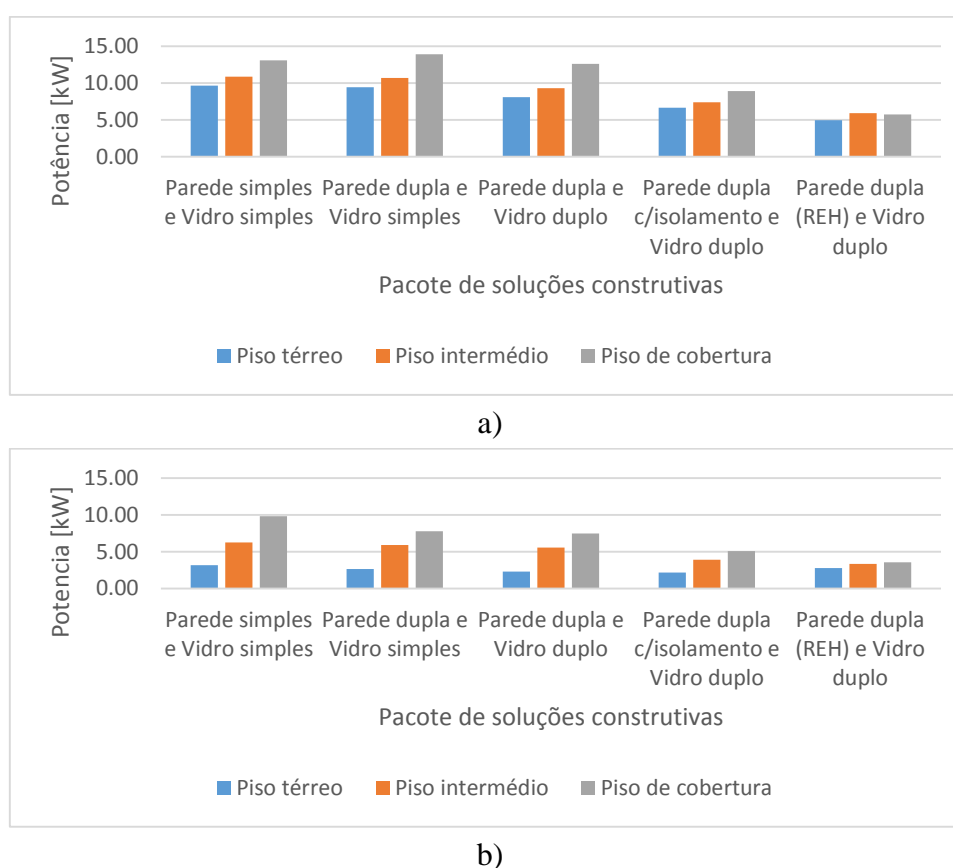 15.00
10.00
5.00
0.00
Potência [kW]
Parede simples e Vidro simples
Parede dupla e Vidro simples
Parede dupla e Vidro duplo
Parede dupla c/isolamento e Vidro duplo
Parede dupla (REH) e Vidro duplo
Pacote de soluções construtivas
Piso térreo Piso intermédio Piso de cobertura
a)
15.00
10.00
5.00
0.00
Potencia [kW]
Parede simples e Vidro simples
Parede dupla e Vidro simples
Parede dupla e Vidro duplo
Parede dupla c/isolamento e Vidro duplo
Parede dupla (REH) e Vidro duplo
Pacote de soluções construtivas
Piso térreo Piso intermédio Piso de cobertura
b)